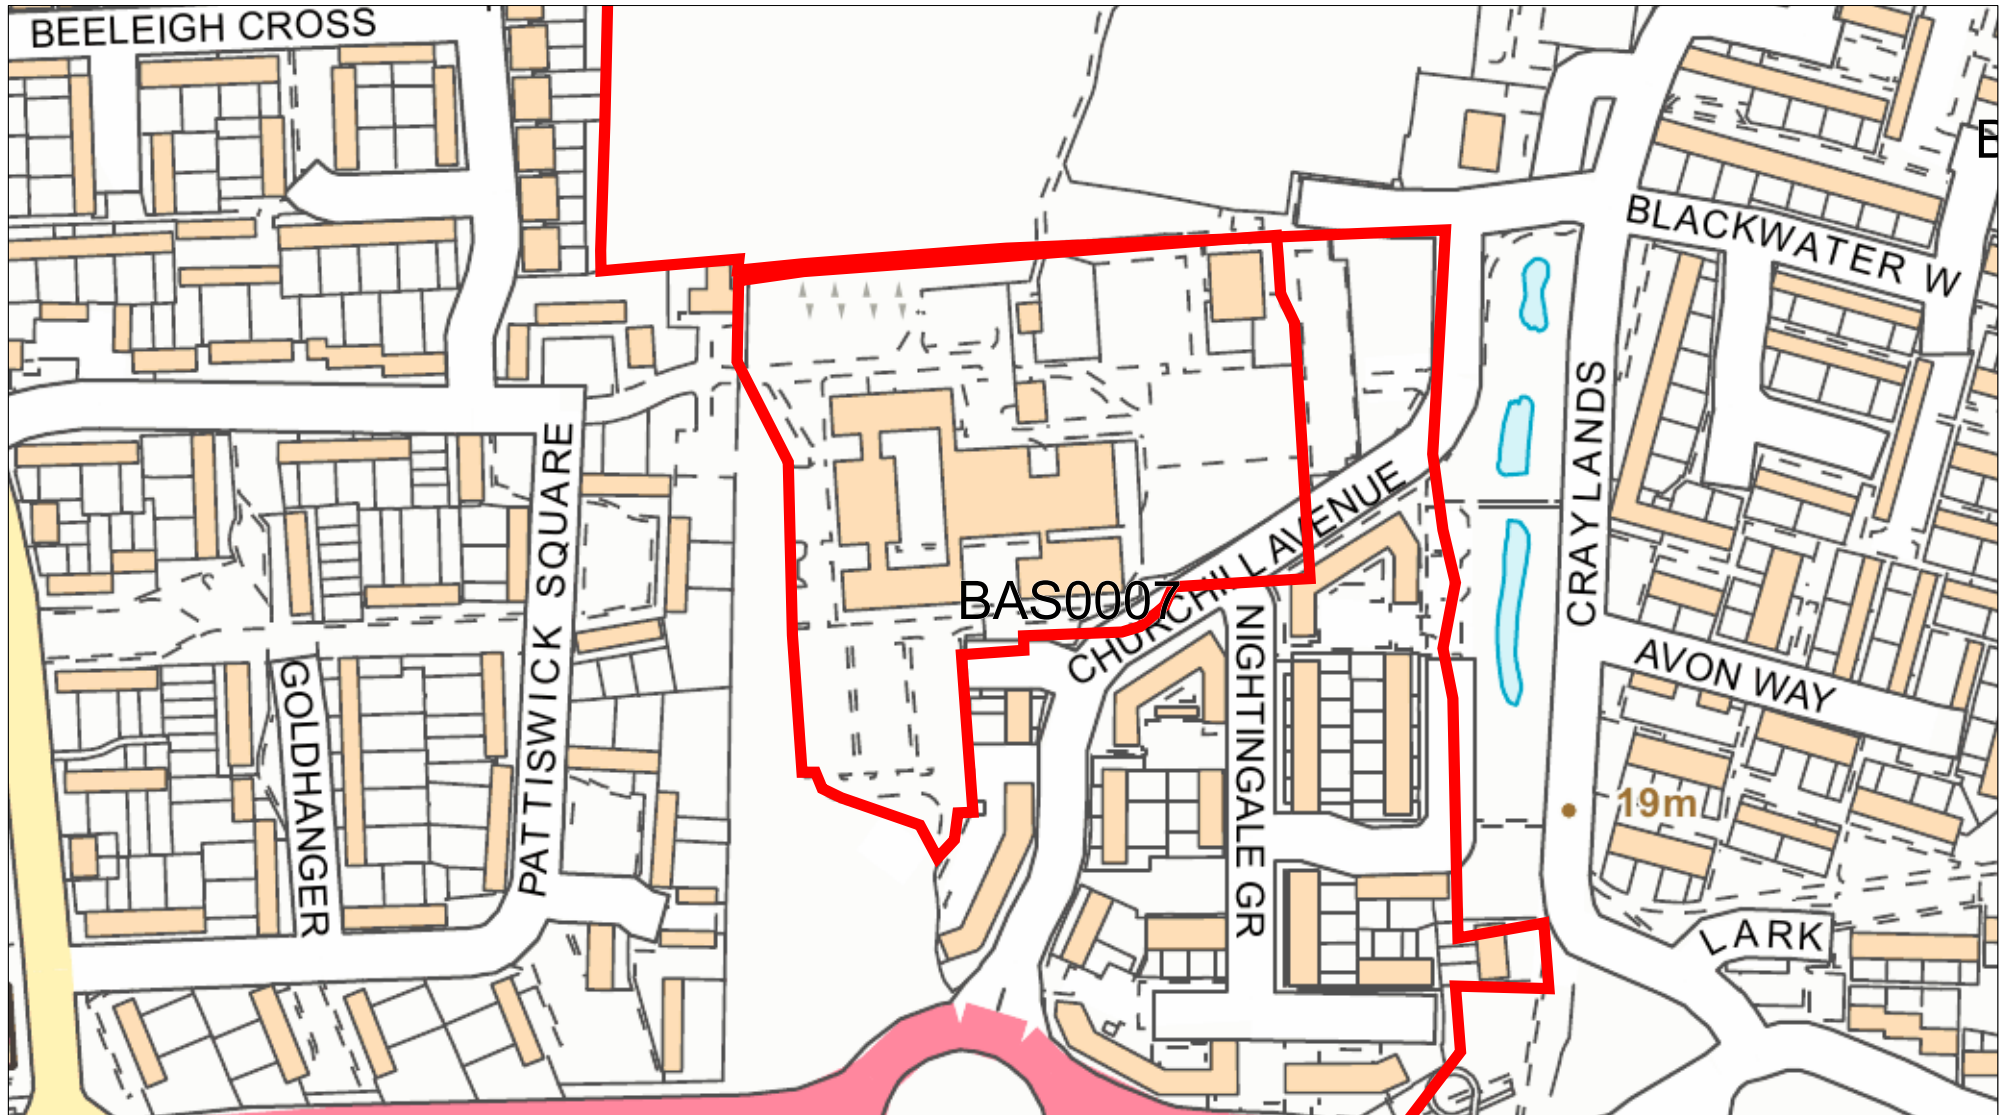 BEELEIGH CROSS
B
BLACKWATER W
PATTISWICK SQUARE
CRAYLANDS
CHURCHILL AVENUE
BAS0007
NIGHTINGALE GR
GOLDHANGER
AVON WAY
19m
LARK